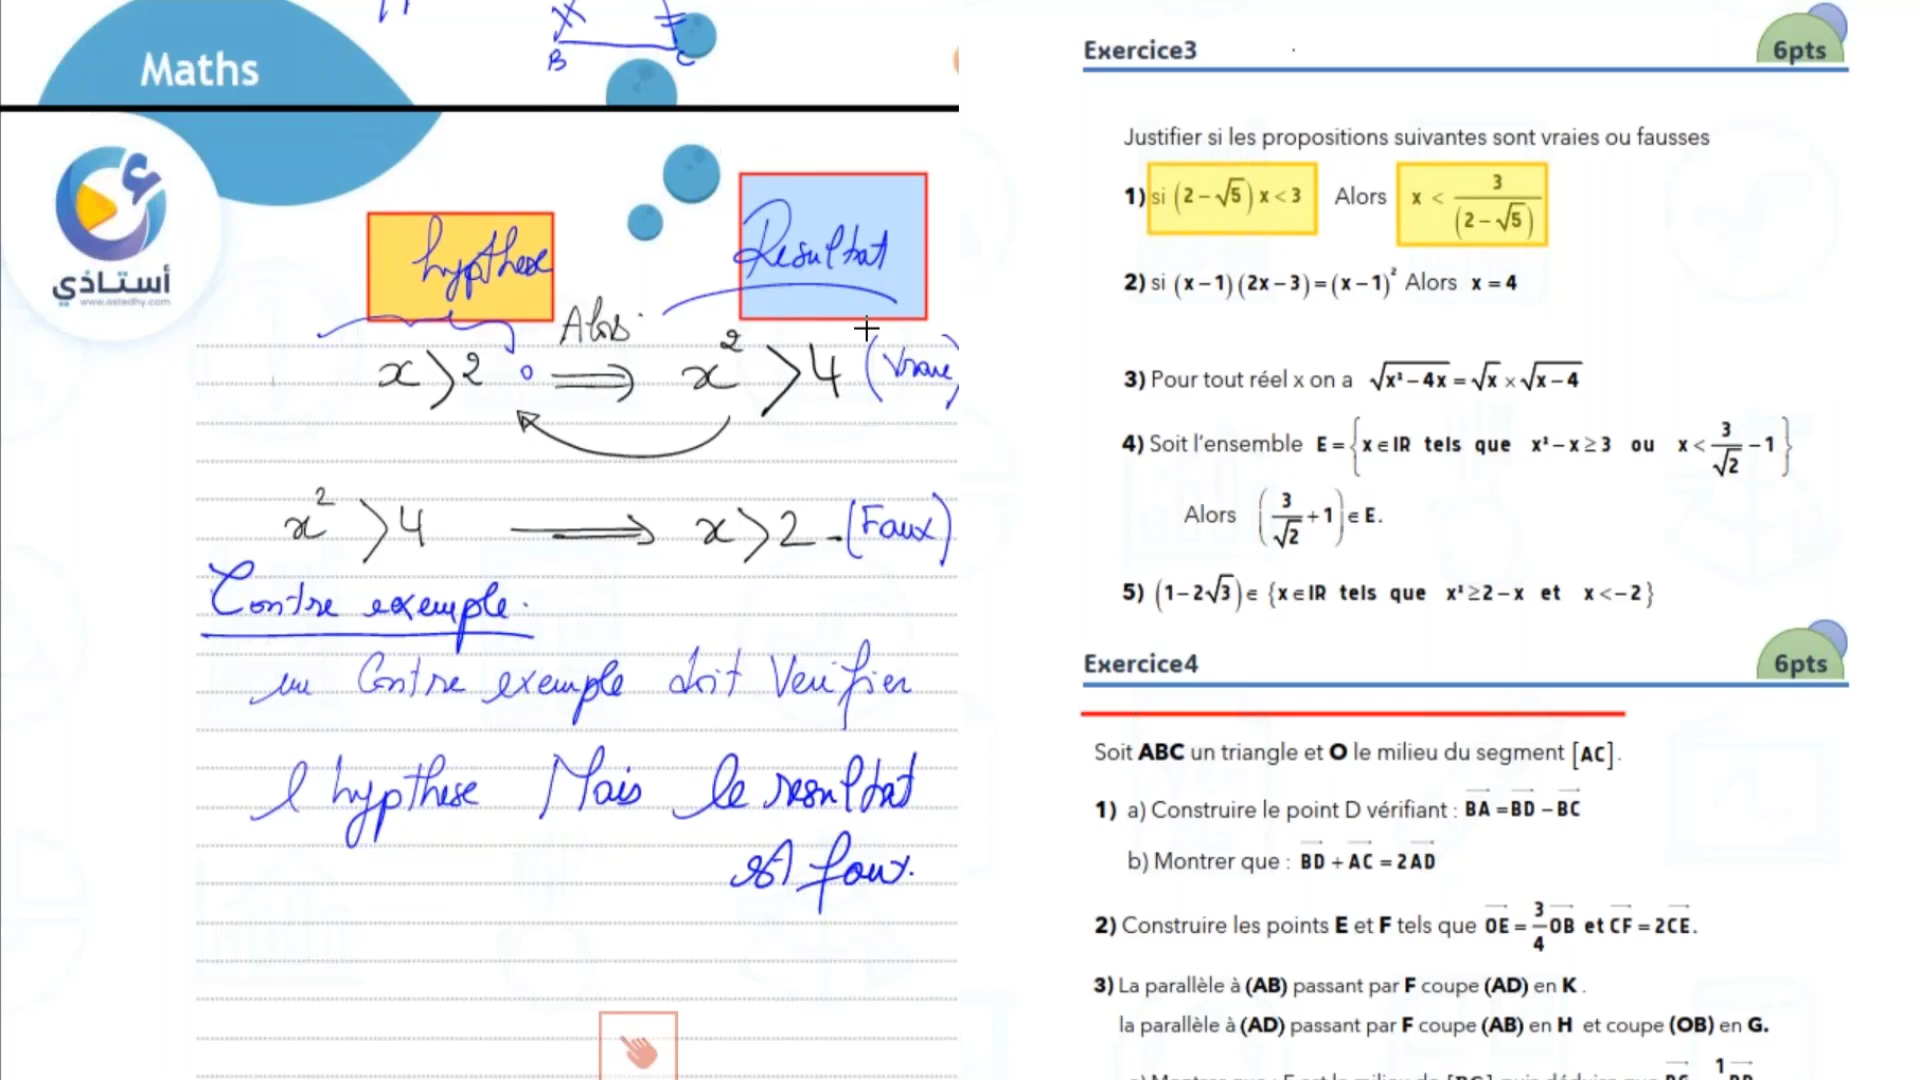 B C
Maths
أستاذي
www.ostedhy.com
hypthese
Resultat
Alors
x > 2 ⟹ x² > 4 (Vraie)
x² > 4 ⟹ x > 2 - (Faux)
Contre exemple.
un Contre exemple doit Verifier
l'hypthese Mais le resultat
est faux.
Exercice3
6pts
Justifier si les propositions suivantes sont vraies ou fausses
1) si (2 − √5) x < 3 Alors x < 3/(2 − √5)
2) si (x − 1)(2x − 3) = (x − 1)² Alors x = 4
3) Pour tout réel x on a √(x² − 4x) = √x × √(x − 4)
4) Soit l'ensemble E = {x ∈ IR tels que x² − x ≥ 3 ou x < 3/√2 − 1}
Alors (3/√2 + 1) ∈ E.
5) (1 − 2√3) ∈ {x ∈ IR tels que x² ≥ 2 − x et x < −2}
Exercice4
6pts
Soit ABC un triangle et O le milieu du segment [AC].
1) a) Construire le point D vérifiant : BA = BD − BC
b) Montrer que : BD + AC = 2AD
2) Construire les points E et F tels que OE = 3/4 OB et CF = 2CE.
3) La parallèle à (AB) passant par F coupe (AD) en K .
la parallèle à (AD) passant par F coupe (AB) en H et coupe (OB) en G.